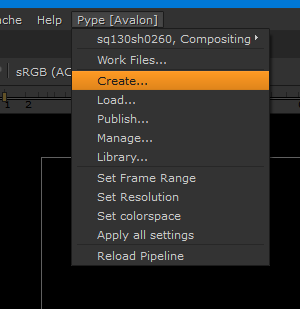 ache Help Pype [Avalon]
sq130sh0260, Compositing
Work Files...
sRGB (AC
Create...
1 2
Load...
Publish...
Manage...
Library...
Set Frame Range
Set Resolution
Set colorspace
Apply all settings
Reload Pipeline